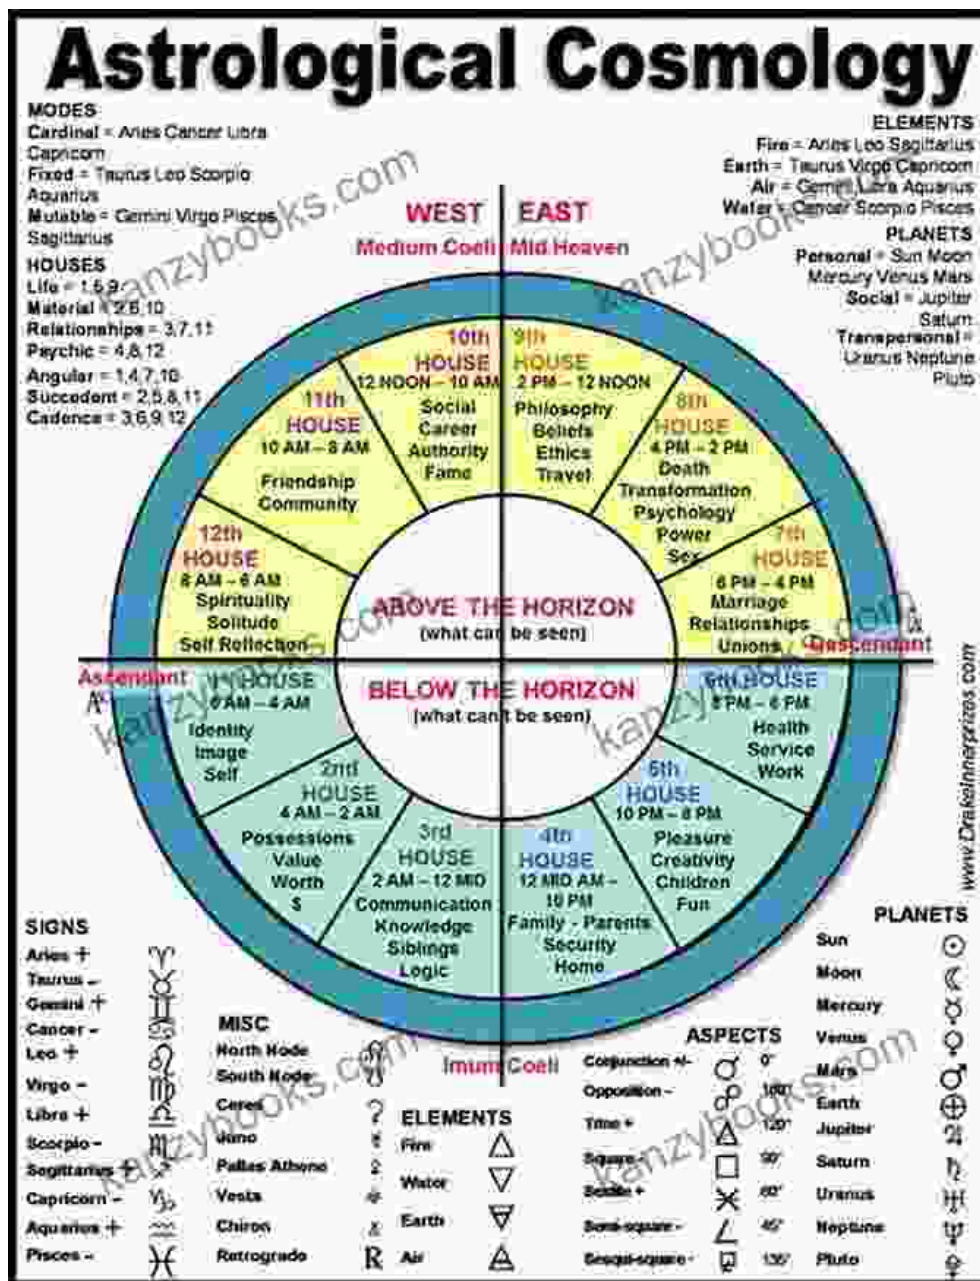 Astrological Cosmology
MODES
Cardinal = Aries Cancer Libra
Capricorn
Fixed = Taurus Leo Scorpio
Aquarius
Mutable = Gemini Virgo Pisces
Sagittarius
HOUSES
Life = 1,5,9
Material = 2,6,10
Relationships = 3,7,11
Psychic = 4,8,12
Angular = 1,4,7,10
Succedent = 2,5,8,11
Cadence = 3,6,9,12
ELEMENTS
Fire = Aries Leo Sagittarius
Earth = Taurus Virgo Capricorn
Air = Gemini Libra Aquarius
Water = Cancer Scorpio Pisces
PLANETS
Personal = Sun Moon
Mercury Venus Mars
Social = Jupiter
Saturn
Transpersonal =
Uranus Neptune
Pluto
WEST EAST
Medium Coeli Mid Heaven
10th
HOUSE
12 NOON – 10 AM
Social
Career
Authority
Fame
9th
HOUSE
2 PM – 12 NOON
Philosophy
Beliefs
Ethics
Travel
11th
HOUSE
10 AM – 8 AM
Friendship
Community
8th
HOUSE
4 PM – 2 PM
Death
Transformation
Psychology
Power
Sex
12th
HOUSE
8 AM – 6 AM
Spirituality
Solitude
Self Reflection
7th
HOUSE
6 PM – 4 PM
Marriage
Relationships
Unions
ABOVE THE HORIZON
(what can be seen)
Ascendant
Descendant
BELOW THE HORIZON
(what can't be seen)
HOUSE
6 AM – 4 AM
Identity
Image
Self
6th HOUSE
8 PM – 6 PM
Health
Service
Work
2nd
HOUSE
4 AM – 2 AM
Possessions
Value
Worth
$
5th
HOUSE
10 PM – 8 PM
Pleasure
Creativity
Children
Fun
3rd
HOUSE
2 AM – 12 MID
Communication
Knowledge
Siblings
Logic
4th
HOUSE
12 MID AM –
10 PM
Family - Parents
Security
Home
Imum Coeli
www.DrakeInnerprizes.com
SIGNS
Aries +
Taurus -
Gemini +
Cancer -
Leo +
Virgo -
Libra +
Scorpio -
Sagittarius +
Capricorn -
Aquarius +
Pisces -
MISC
North Node
South Node
Ceres
Juno
Pallas Athene
Vesta
Chiron
Retrograde R
ELEMENTS
Fire
Water
Earth
Air
ASPECTS
Conjunction +/- 0°
Opposition - 180°
Trine + 120°
Square - 90°
Sextile + 60°
Semi-square - 45°
Sesqui-square - 135°
PLANETS
Sun
Moon
Mercury
Venus
Mars
Earth
Jupiter
Saturn
Uranus
Neptune
Pluto
kanzybooks.com
kanzybooks.com
kanzybooks.com
kanzybooks.com
kanzybooks.com
kanzybooks.com